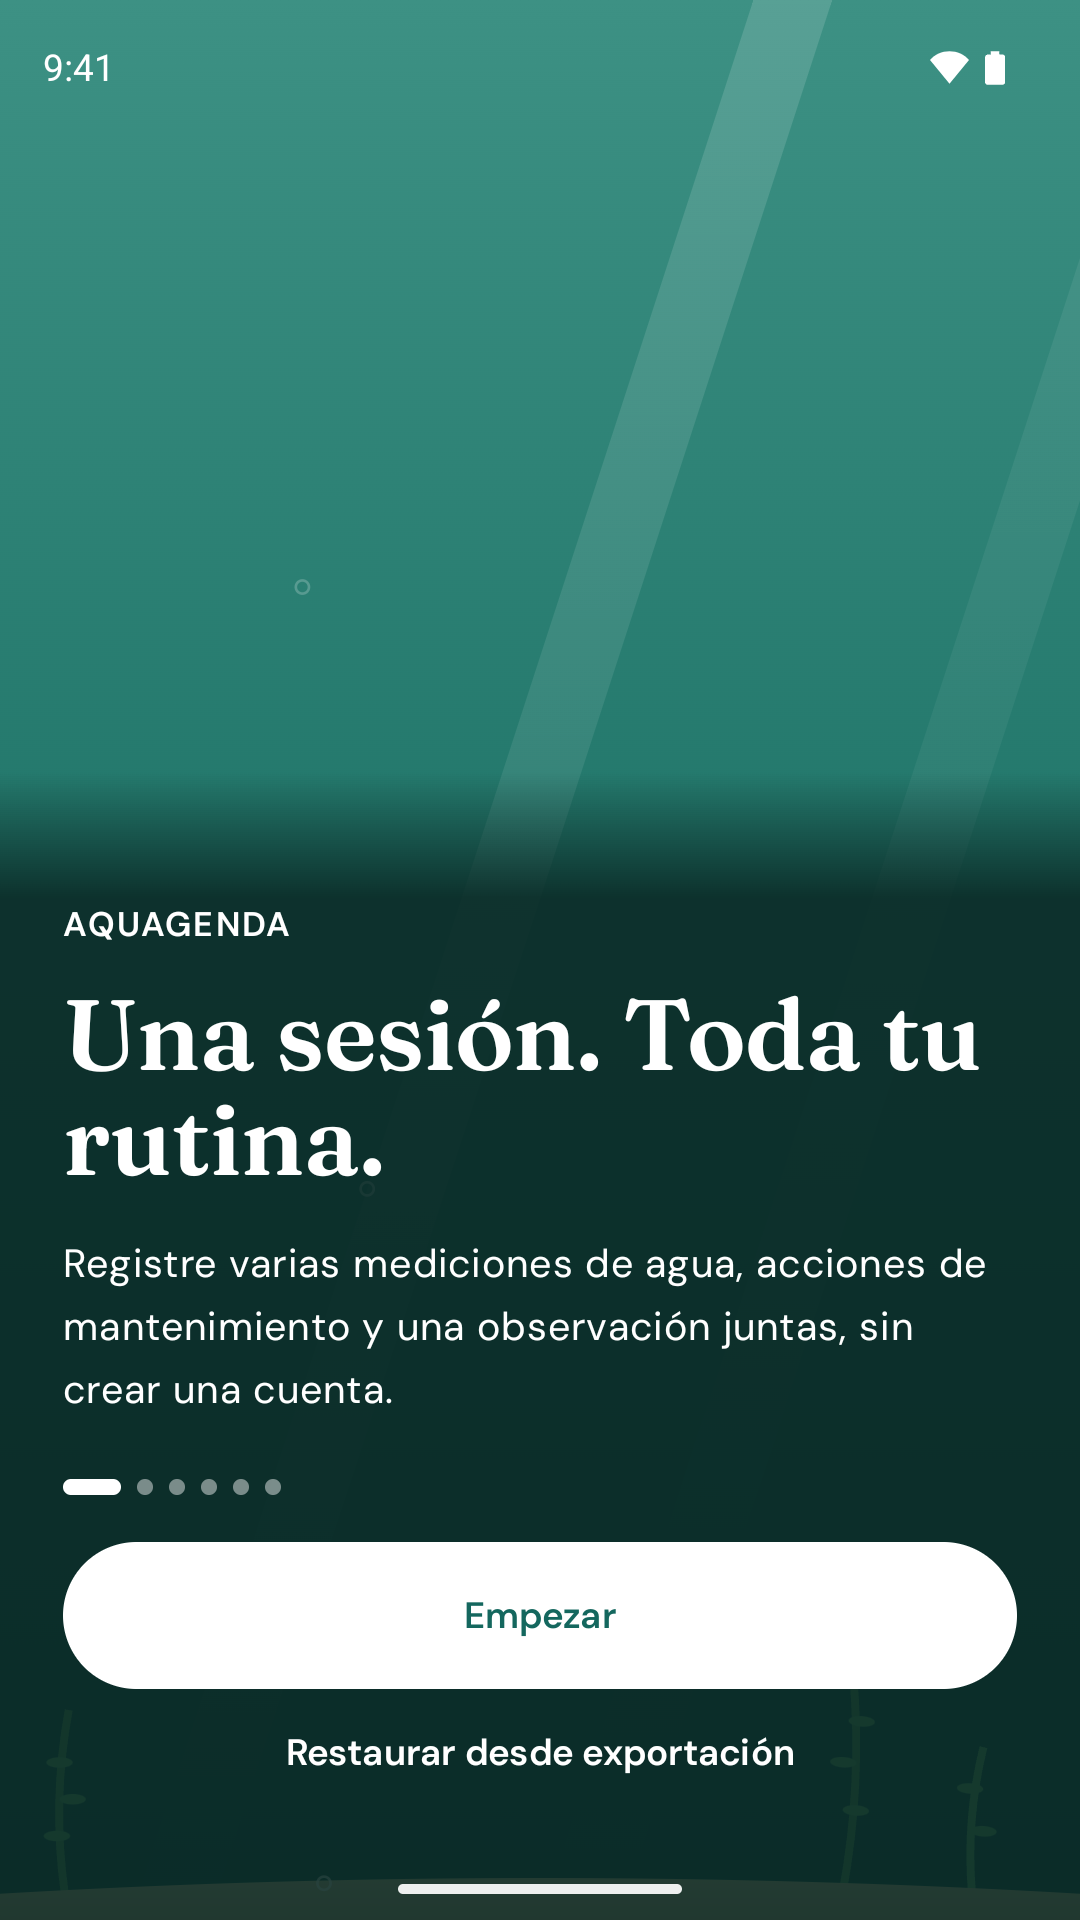 9:41
AQUAGENDA
Una sesión. Toda tu
rutina.
Registre varias mediciones de agua, acciones de
mantenimiento y una observación juntas, sin
crear una cuenta.
Empezar
Restaurar desde exportación